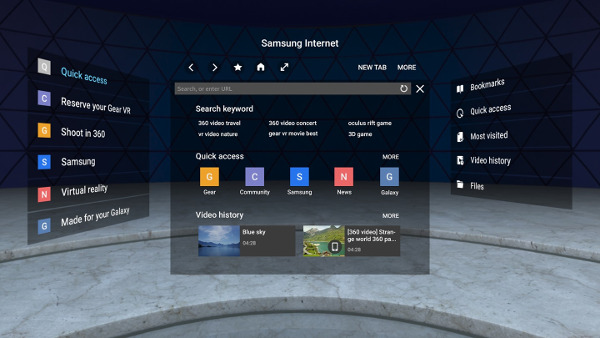 Samsung Internet
NEW TAB MORE
Search, or enter URL
Q Quick access
C Reserve your Gear VR
G Shoot in 360
S Samsung
N Virtual reality
G Made for your Galaxy
Search keyword
360 video travel 360 video concert oculus rift game
vr video nature gear vr movie best 3D game
Quick access MORE
G C S N G
Gear Community Samsung News Galaxy
Video history MORE
Blue sky
04:28
[360 video] Stran-
ge world 360 pa...
04:28
Bookmarks
Quick access
Most visited
Video history
Files